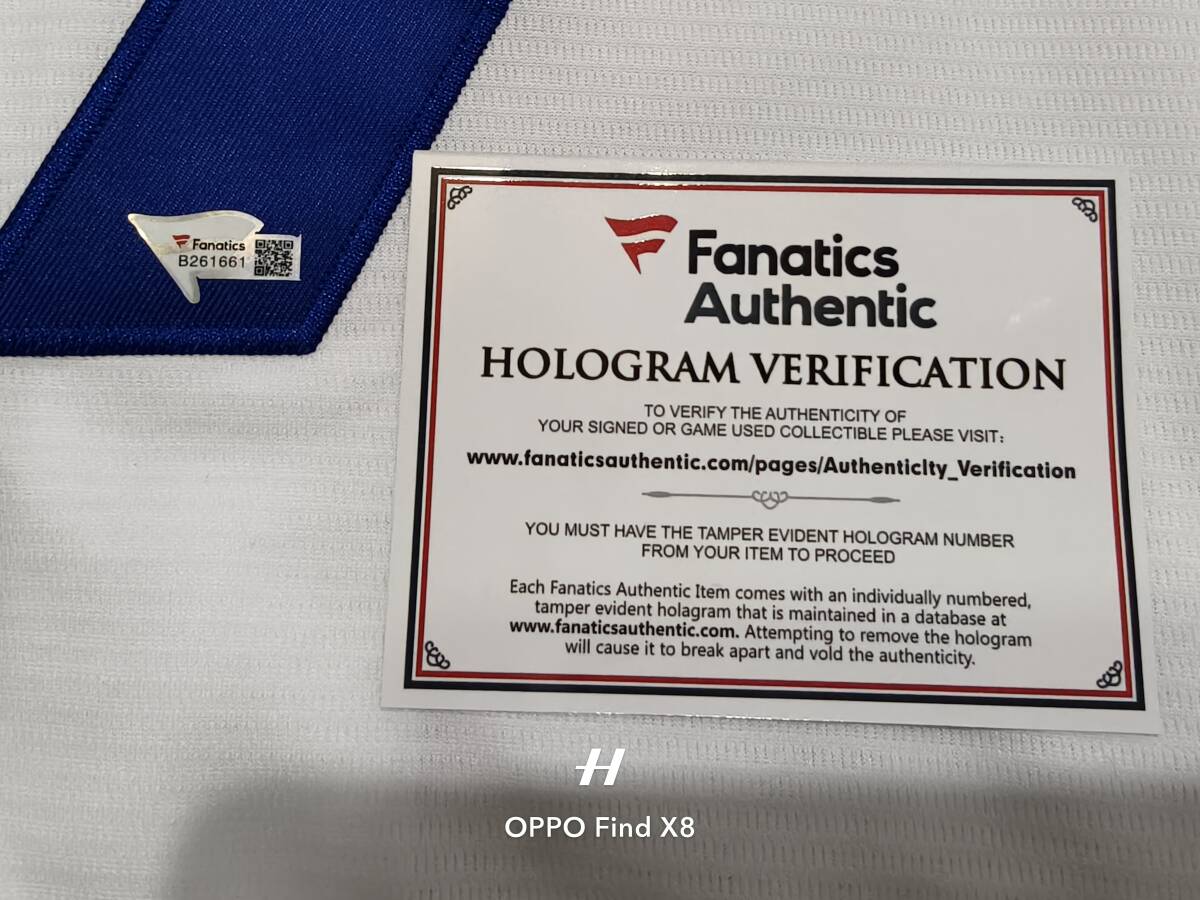 Fanatics
B261661
Fanatics
Authentic
HOLOGRAM VERIFICATION
TO VERIFY THE AUTHENTICITY OF
YOUR SIGNED OR GAME USED COLLECTIBLE PLEASE VISIT:
www.fanaticsauthentic.com/pages/Authenticlty_Verification
YOU MUST HAVE THE TAMPER EVIDENT HOLOGRAM NUMBER
FROM YOUR ITEM TO PROCEED
Each Fanatics Authentic Item comes with an individually numbered,
tamper evident holagram that is maintained in a database at
www.fanaticsauthentic.com. Attempting to remove the hologram
will cause it to break apart and vold the authenticity.
H
OPPO Find X8